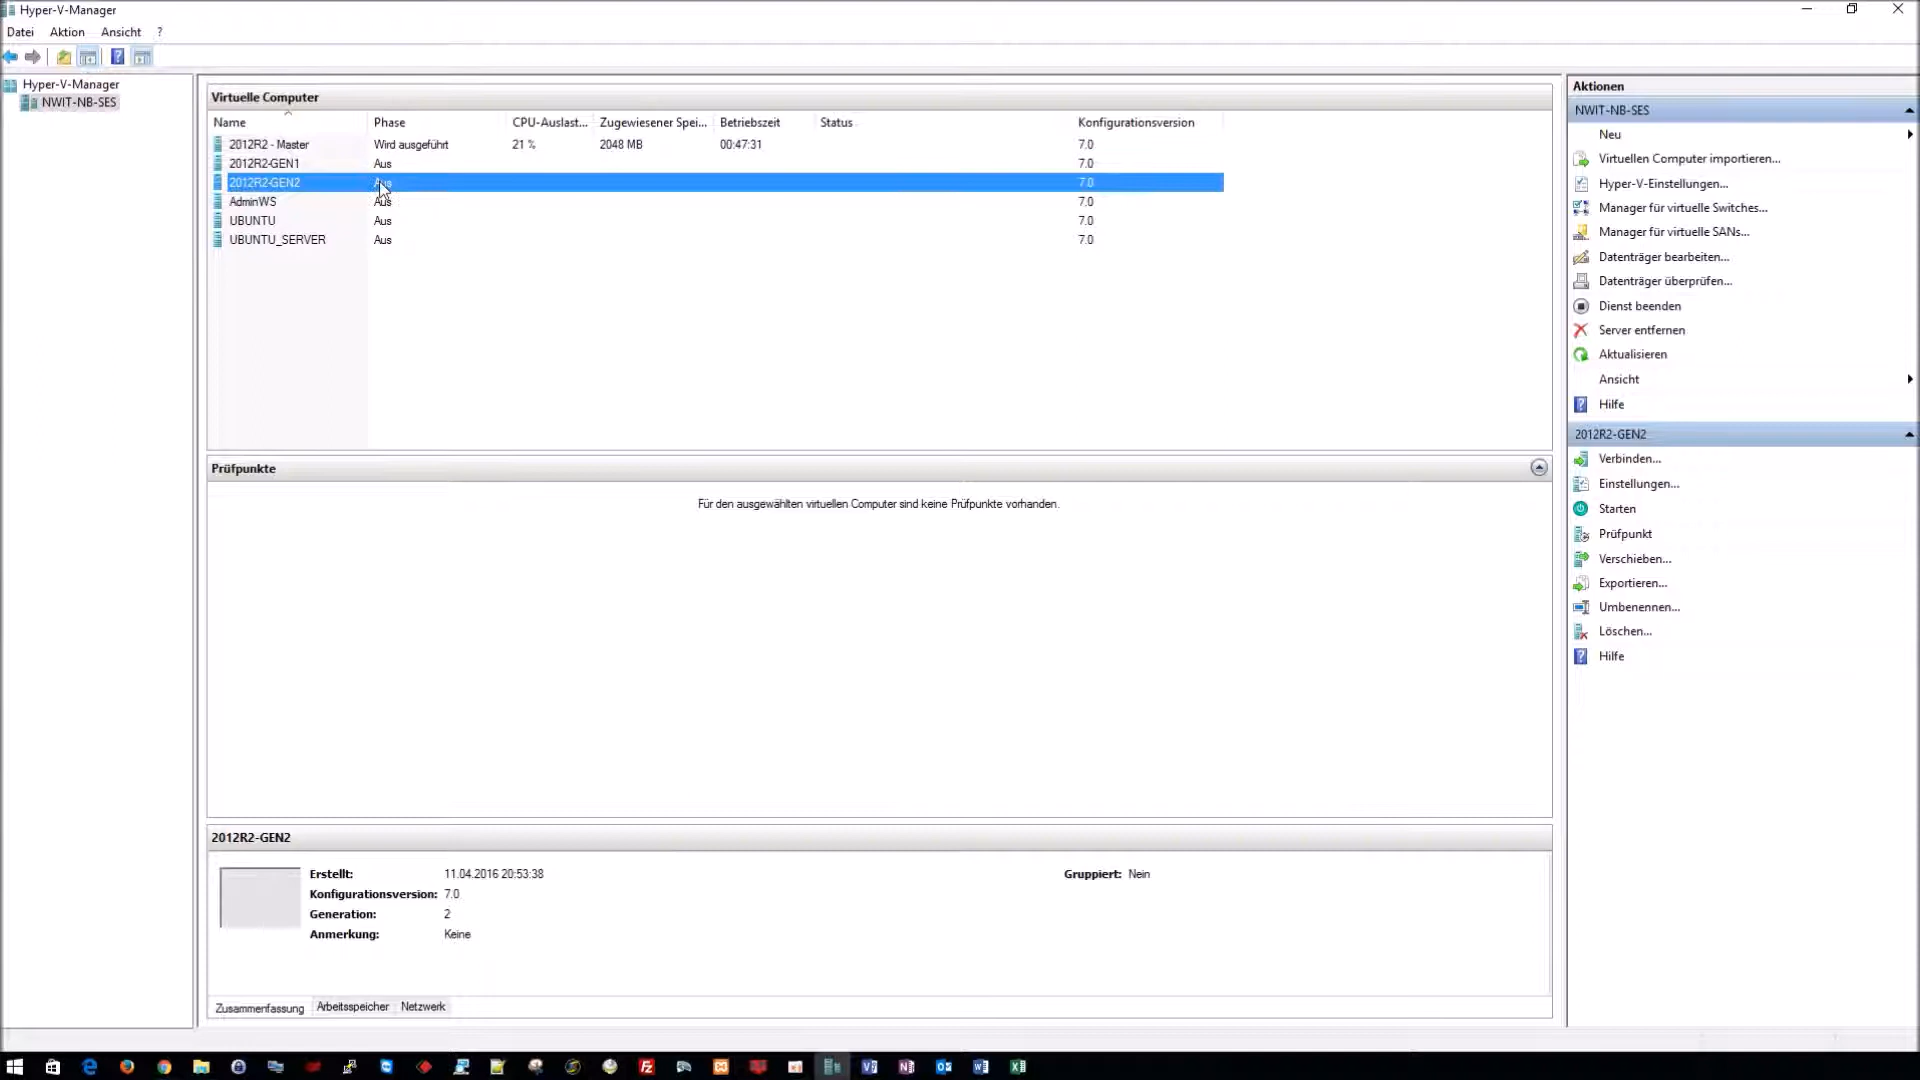 Hyper-V-Manager
Datei Aktion Ansicht ?
Hyper-V-Manager
NWIT-NB-SES
Virtuelle Computer
Name Phase CPU-Auslast... Zugewiesener Spei... Betriebszeit Status Konfigurationsversion
2012R2 - Master Wird ausgeführt 21 % 2048 MB 00:47:31 7.0
2012R2-GEN1 Aus 7.0
2012R2-GEN2 Aus 7.0
AdminWS Aus 7.0
UBUNTU Aus 7.0
UBUNTU_SERVER Aus 7.0
Prüfpunkte
Für den ausgewählten virtuellen Computer sind keine Prüfpunkte vorhanden.
2012R2-GEN2
Erstellt: 11.04.2016 20:53:38 Gruppiert: Nein
Konfigurationsversion: 7.0
Generation: 2
Anmerkung: Keine
Zusammenfassung Arbeitsspeicher Netzwerk
Aktionen
NWIT-NB-SES
Neu
Virtuellen Computer importieren...
Hyper-V-Einstellungen...
Manager für virtuelle Switches...
Manager für virtuelle SANs...
Datenträger bearbeiten...
Datenträger überprüfen...
Dienst beenden
Server entfernen
Aktualisieren
Ansicht
Hilfe
2012R2-GEN2
Verbinden...
Einstellungen...
Starten
Prüfpunkt
Verschieben...
Exportieren...
Umbenennen...
Löschen...
Hilfe